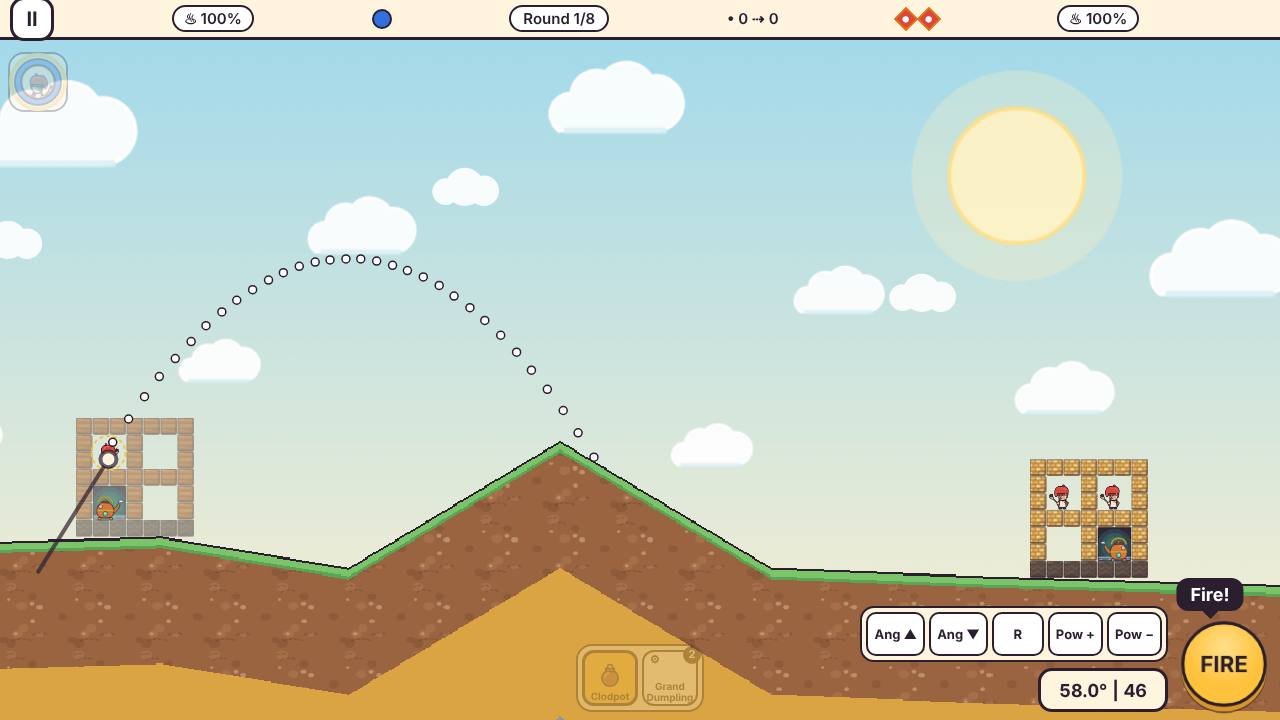 100%
Round 1/8
• 0 ⇢ 0
100%
Fire!
Ang ▲
Ang ▼
R
Pow +
Pow −
FIRE
58.0° | 46
Clodpot
2
Grand
Dumpling